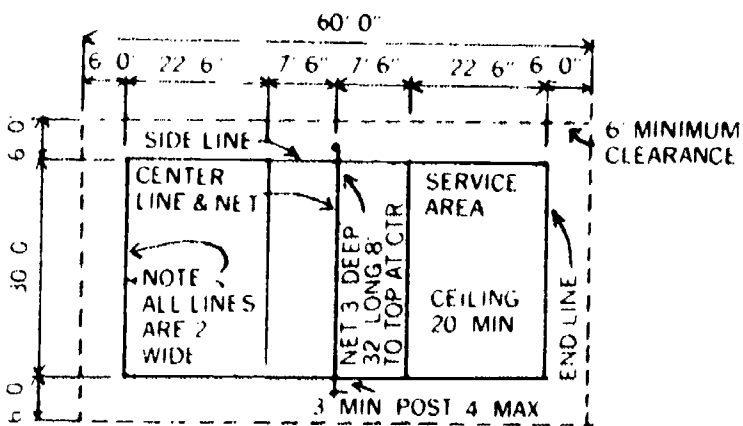 60' 0"
6' 0" 22' 6" 7' 6" 7' 6" 22' 6" 6' 0"
6' 0"
SIDE LINE
6' MINIMUM
CLEARANCE
CENTER
LINE & NET
SERVICE
AREA
30' 0
NOTE
ALL LINES
ARE 2
WIDE
NET 3 DEEP
32 LONG 8'
TO TOP AT CTR
CEILING
20 MIN
END LINE
6 0
3 MIN POST 4 MAX